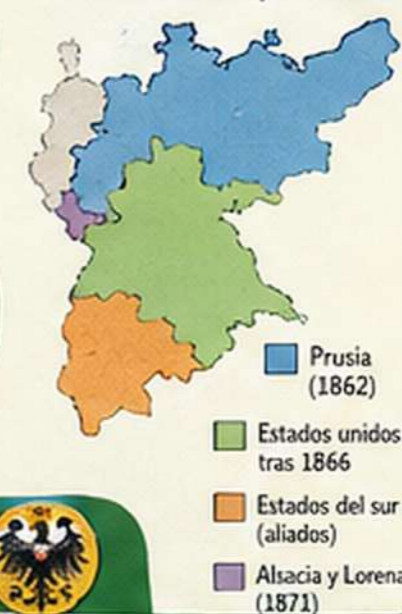 Prusia
(1862)
Estados unidos
tras 1866
Estados del sur
(aliados)
Alsacia y Lorena
(1871)